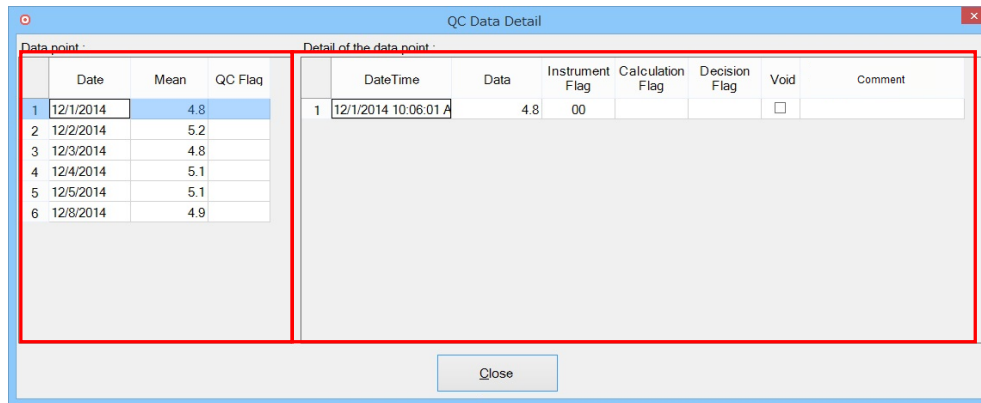 QC Data Detail
Data point :
Detail of the data point :
Date Mean QC Flag
DateTime Data Instrument Flag Calculation Flag Decision Flag Void Comment
1 12/1/2014 4.8
1 12/1/2014 10:06:01 A 4.8 00
2 12/2/2014 5.2
3 12/3/2014 4.8
4 12/4/2014 5.1
5 12/5/2014 5.1
6 12/8/2014 4.9
Close